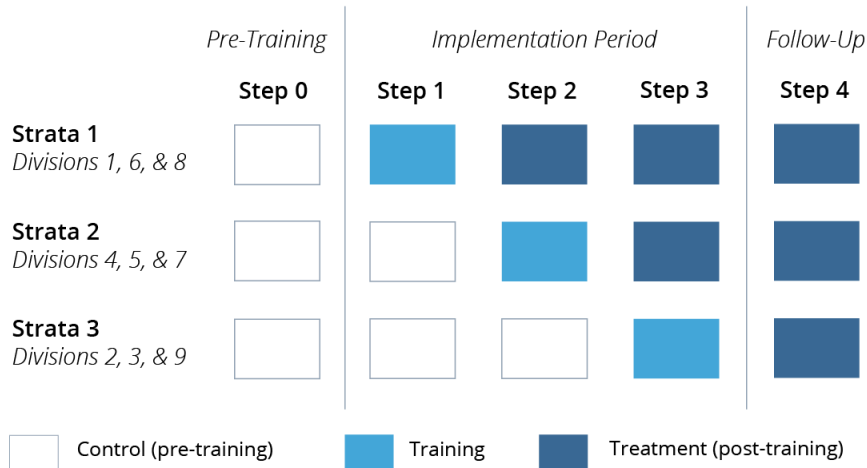 Pre-Training Implementation Period Follow-Up
Step 0 Step 1 Step 2 Step 3 Step 4
Strata 1
Divisions 1, 6, & 8
Strata 2
Divisions 4, 5, & 7
Strata 3
Divisions 2, 3, & 9
Control (pre-training) Training Treatment (post-training)